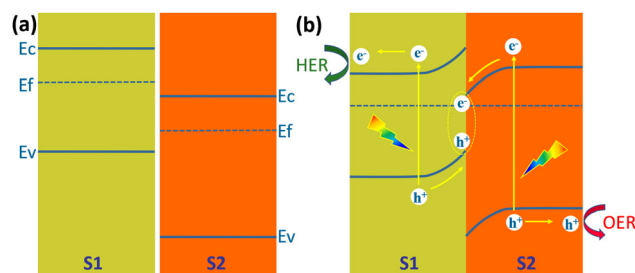 (a)
Ec
Ef
Ev
S1
Ec
Ef
Ev
S2
(b)
HER
e-
e-
e-
h+
h+
S1
e-
h+
h+
OER
S2